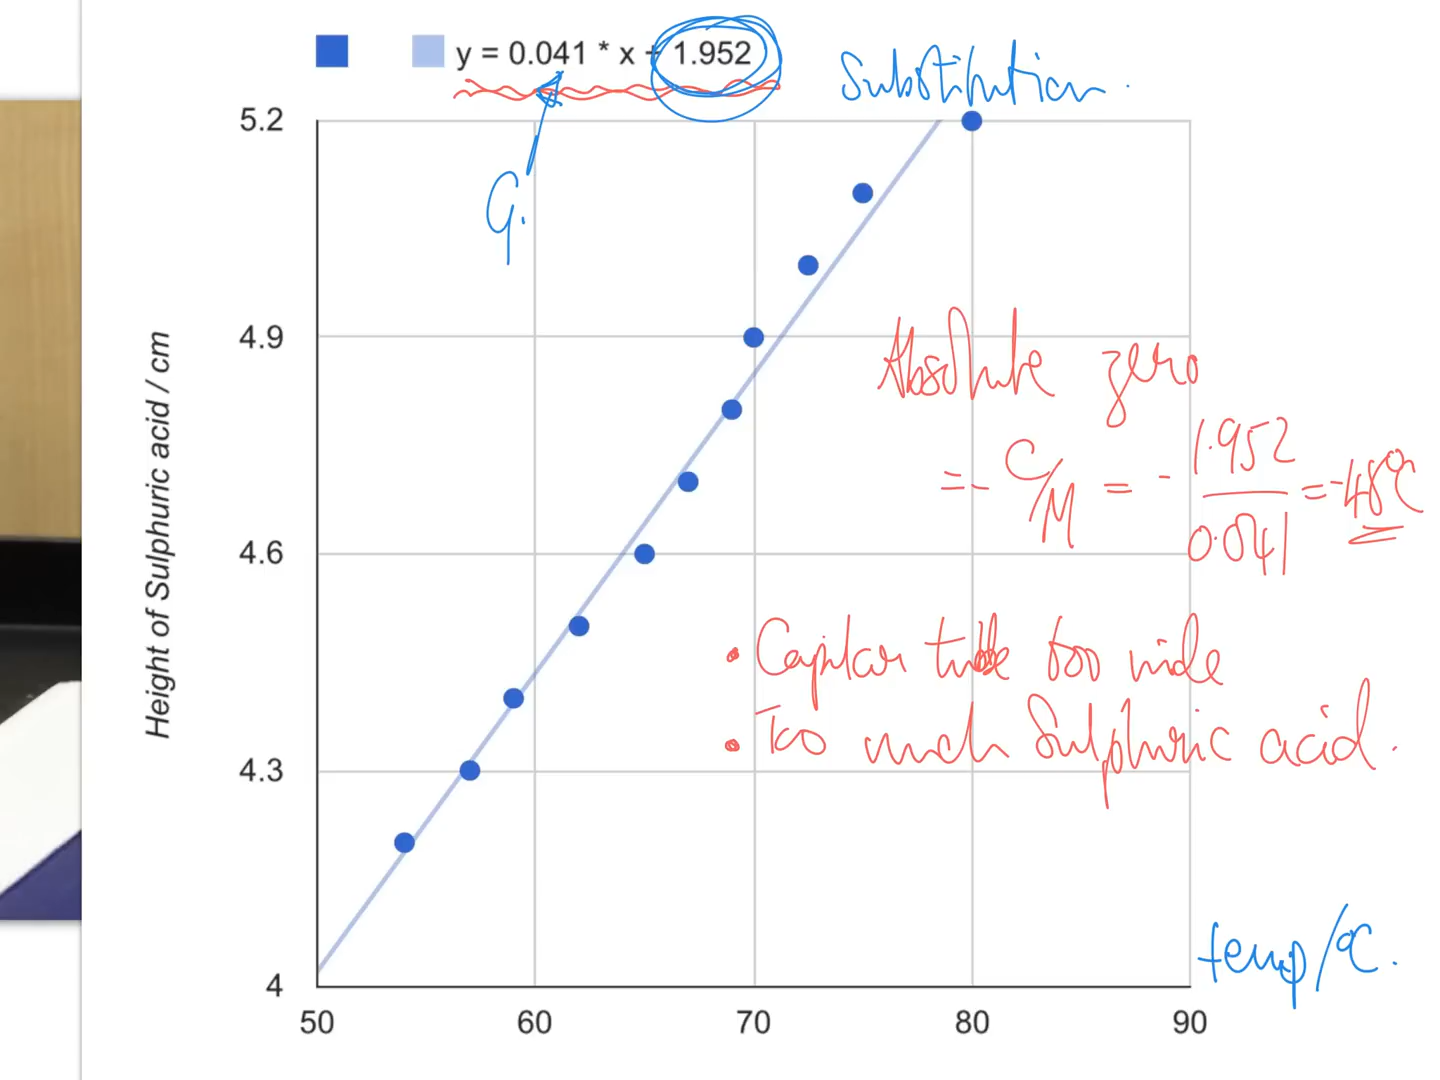 y = 0.041 * x + 1.952
Substitution.
G.
5.2
4.9
4.6
4.3
4
50 60 70 80 90
Height of Sulphuric acid / cm
temp/°C.
Absolute zero
= - C/M = - 1.952/0.041 = -48°C
• Capilar tube too wide
• Too much Sulphuric acid.